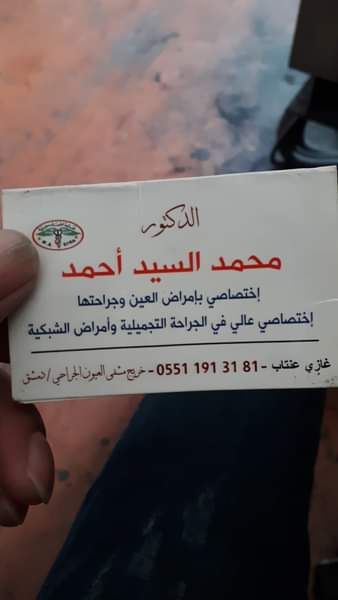 الدكتور
محمد السيد أحمد
إختصاصي بإمراض العين وجراحتها
إختصاصي عالي في الجراحة التجميلية وأمراض الشبكية
غازي عنتاب - 0551 191 31 81 - خريج مشفى العيون الجراحي / دمشق